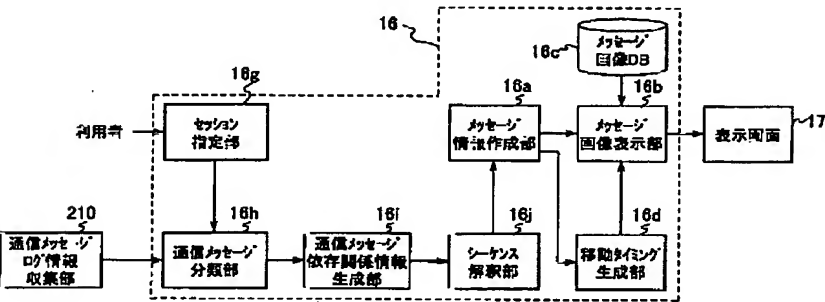 16
メッセージ
画像DB
16c
16g
16a
16b
利用者
セッション
指定部
メッセージ
情報作成部
メッセージ
画像表示部
表示画面
17
210
16h
16i
16j
16d
通信メッセージ
ログ情報
収集部
通信メッセージ
分類部
通信メッセージ
依存関係情報
生成部
シーケンス
解釈部
移動タイミング
生成部